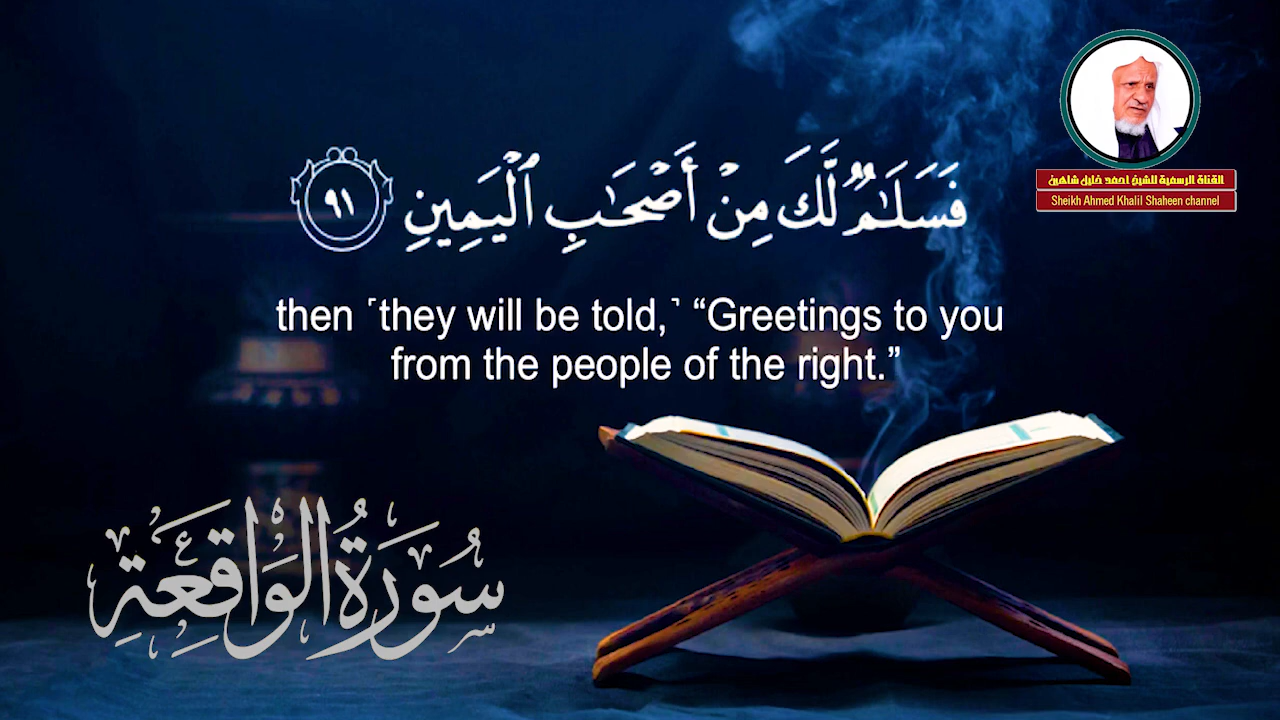 فَسَلَـٰمٌ لَّكَ مِنْ أَصْحَـٰبِ ٱلْيَمِينِ ٩١
then ˹they will be told,˺ “Greetings to you
from the people of the right.”
سُورَةُ الوَاقِعَةِ
القناة الرسمية للشيخ احمد خليل شاهين
Sheikh Ahmed Khalil Shaheen channel